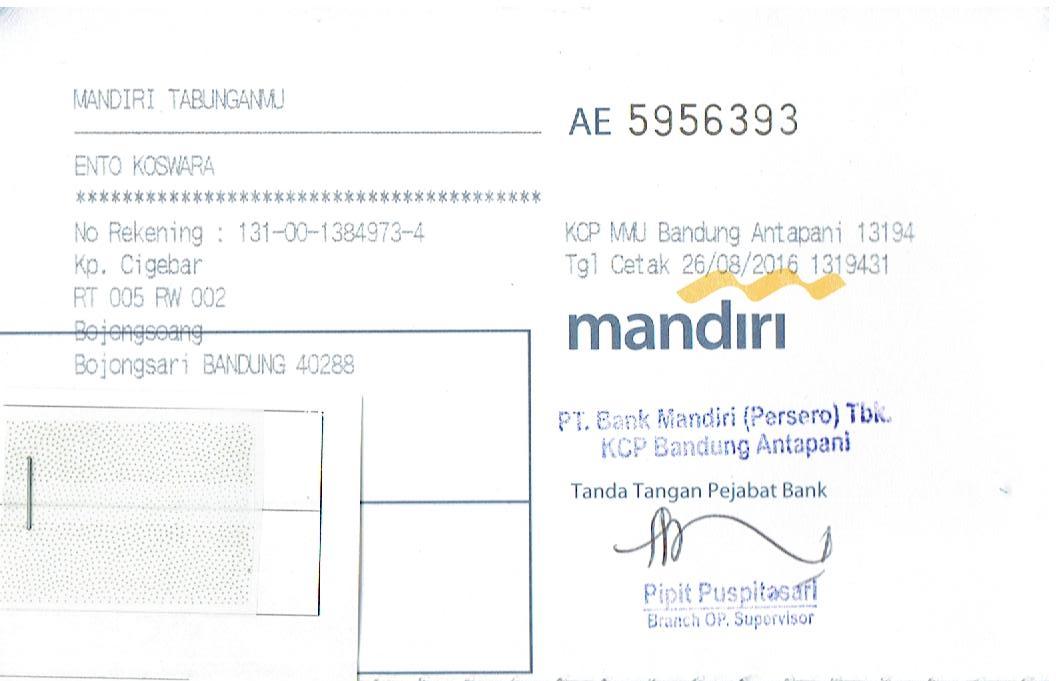 MANDIRI TABUNGANMU
AE 5956393
ENTO KOSWARA
****************************************
No Rekening : 131-00-1384973-4
Kp. Cigebar
RT 005 RW 002
Bojongsoang
Bojongsari BANDUNG 40288
KCP MMU Bandung Antapani 13194
Tgl Cetak 26/08/2016 1319431
mandırı
PT. Bank Mandiri (Persero) Tbk.
KCP Bandung Antapani
Tanda Tangan Pejabat Bank
Pipit Puspitasari
Branch OP. Supervisor